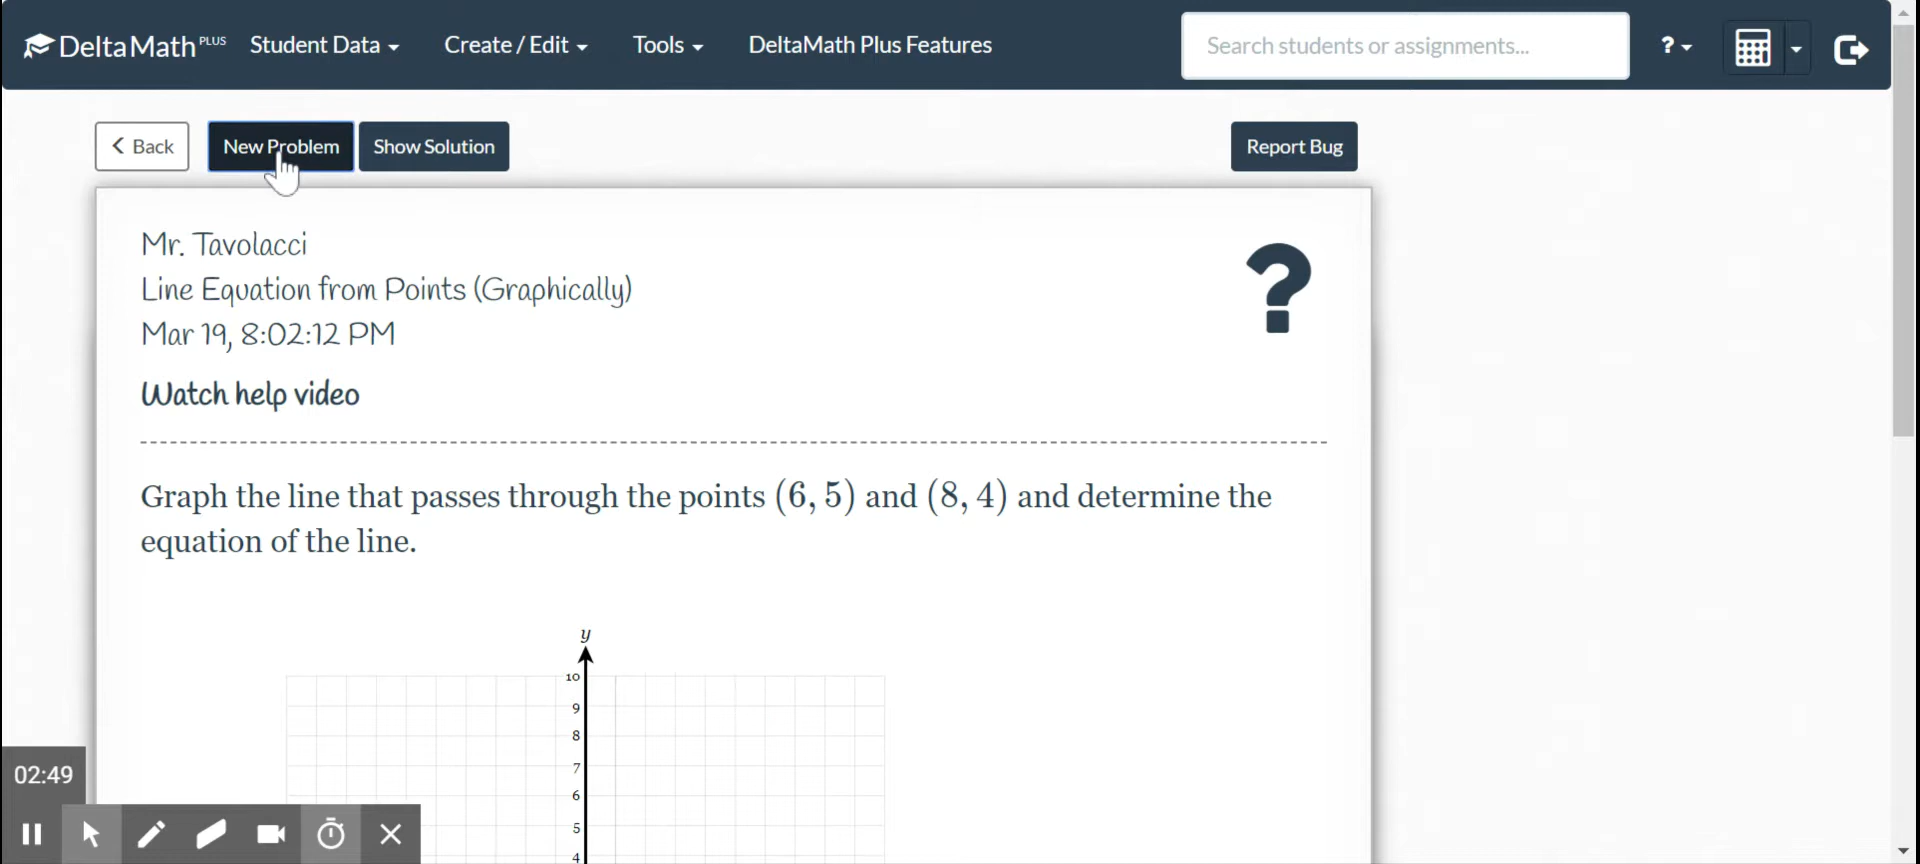 DeltaMath PLUS Student Data Create / Edit Tools DeltaMath Plus Features Search students or assignments... ?
Back New Problem Show Solution Report Bug
Mr. Tavolacci
Line Equation from Points (Graphically)
Mar 19, 8:02:12 PM
?
Watch help video
Graph the line that passes through the points (6, 5) and (8, 4) and determine the
equation of the line.
y
10
9
8
7
6
5
4
02:49